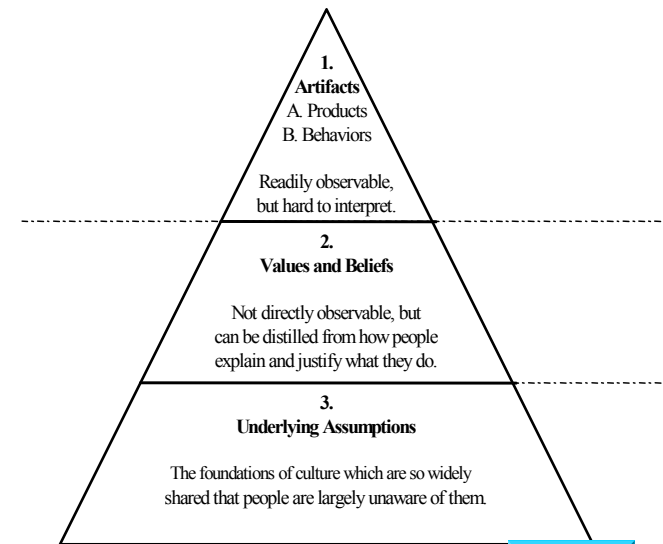 1.
Artifacts
A. Products
B. Behaviors
Readily observable,
but hard to interpret.
2.
Values and Beliefs
Not directly observable, but
can be distilled from how people
explain and justify what they do.
3.
Underlying Assumptions
The foundations of culture which are so widely
shared that people are largely unaware of them.